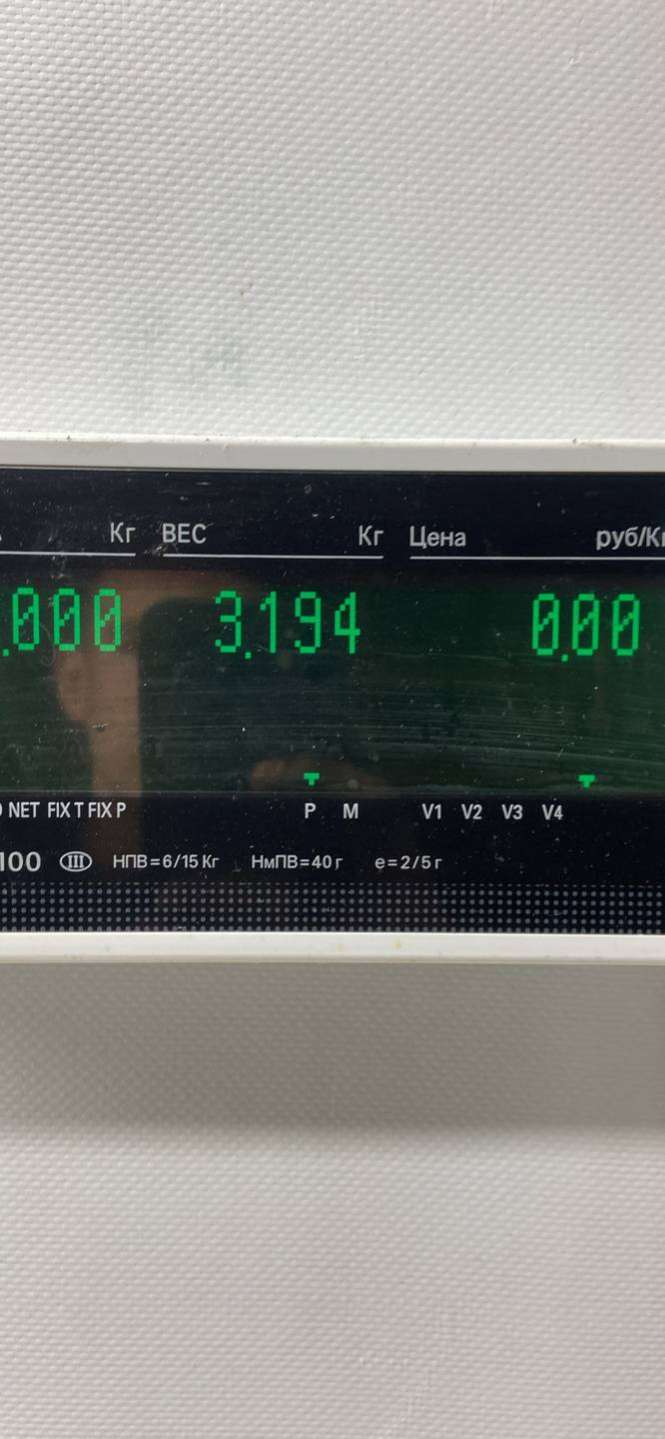 Кг ВЕС Кг Цена руб/Кг
.000 3.194 0.00
NET FIX T FIX P P M V1 V2 V3 V4
100 III НПВ=6/15 Кг НмПВ=40 г e=2/5 г